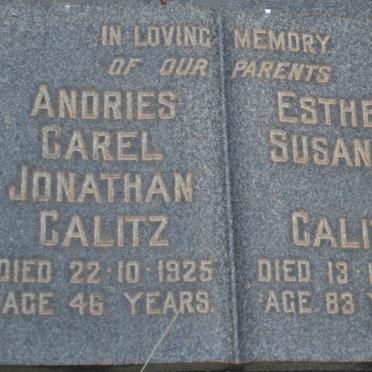 IN LOVING MEMORY
OF OUR PARENTS
ANDRIES
CAREL
JONATHAN
CALITZ
DIED 22·10·1925
AGE 46 YEARS.
ESTHE
SUSAN
CALI
DIED 13·
AGE 83